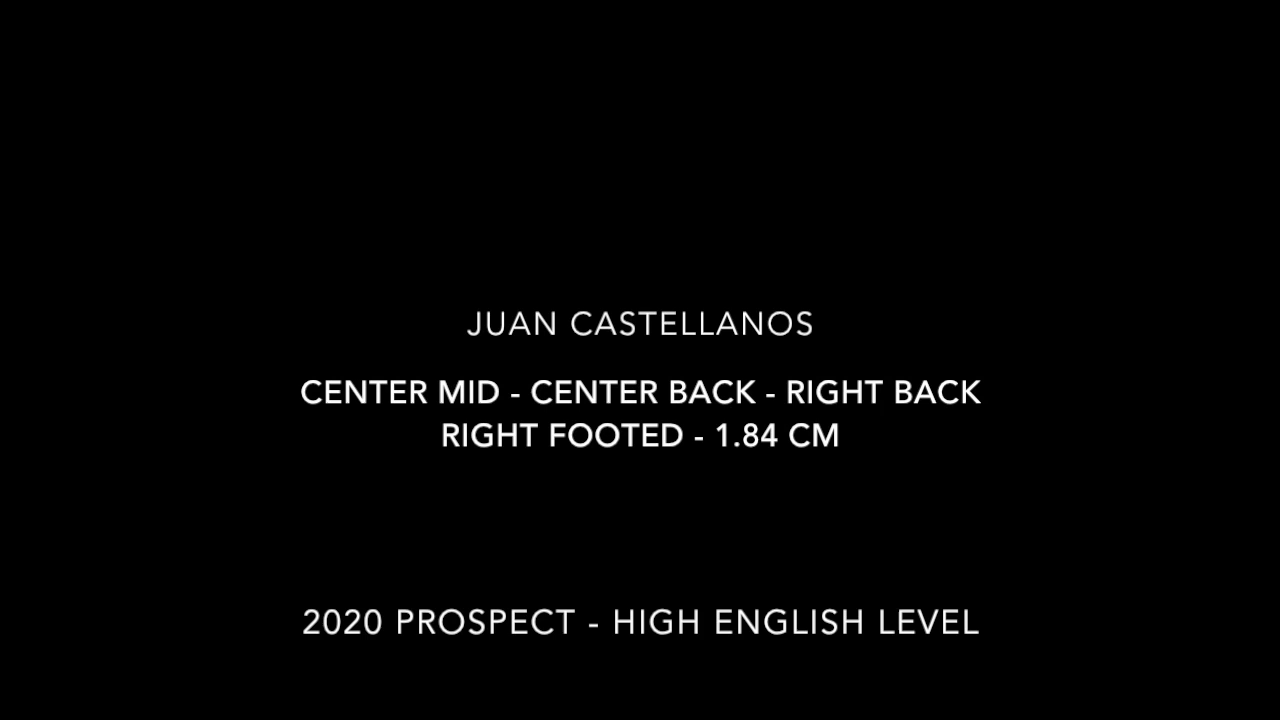 JUAN CASTELLANOS
CENTER MID - CENTER BACK - RIGHT BACK
RIGHT FOOTED - 1.84 CM
2020 PROSPECT - HIGH ENGLISH LEVEL